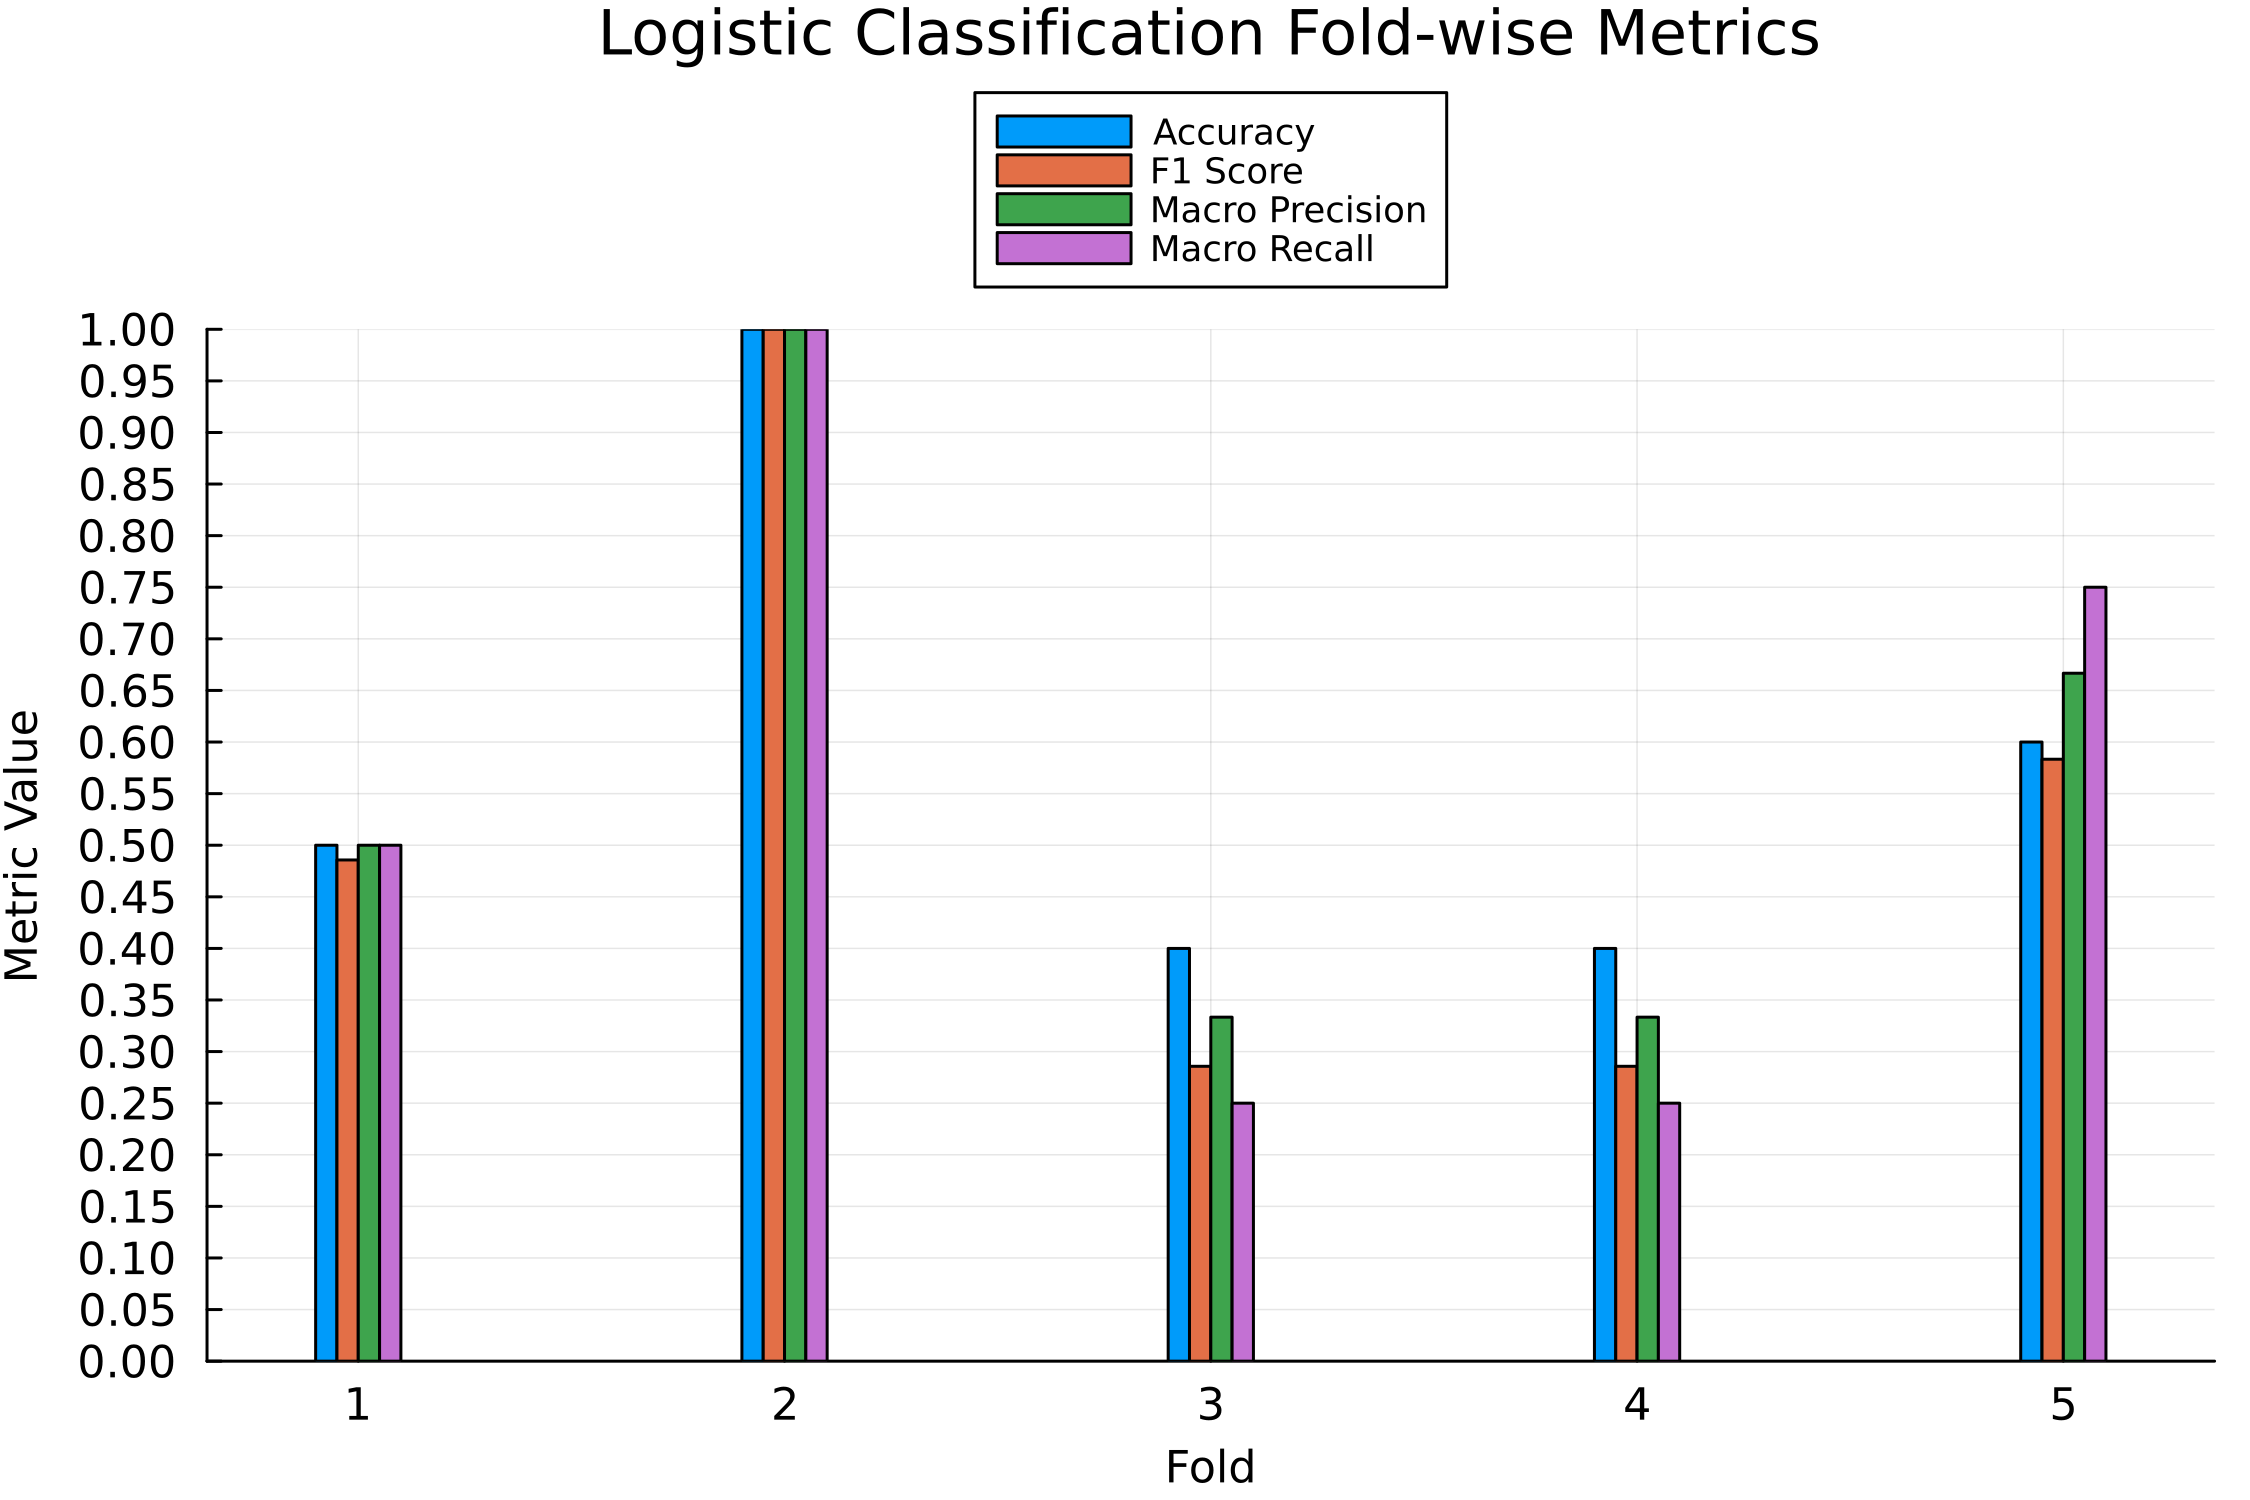 Logistic Classification Fold-wise Metrics
Accuracy
F1 Score
Macro Precision
Macro Recall
Metric Value
1.00
0.95
0.90
0.85
0.80
0.75
0.70
0.65
0.60
0.55
0.50
0.45
0.40
0.35
0.30
0.25
0.20
0.15
0.10
0.05
0.00
1 2 3 4 5
Fold